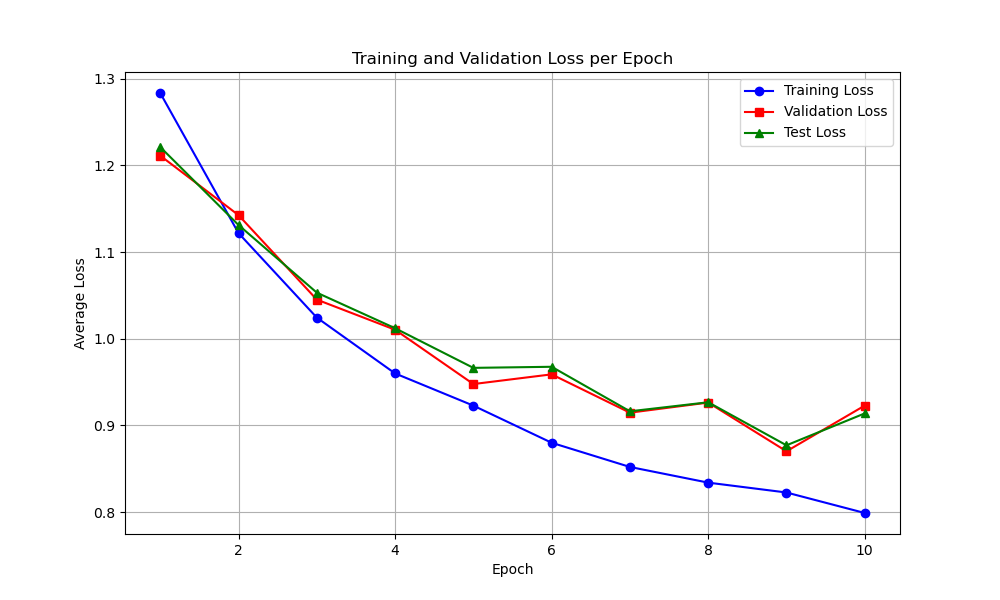 Training and Validation Loss per Epoch
Training Loss
Validation Loss
Test Loss
1.3
1.2
1.1
1.0
0.9
0.8
Average Loss
2 4 6 8 10
Epoch